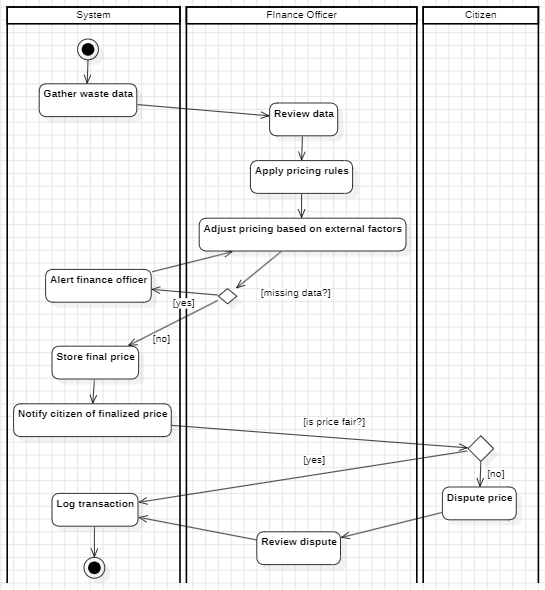 System
FInance Officer
Citizen
Gather waste data
Review data
Apply pricing rules
Adjust pricing based on external factors
Alert finance officer
[missing data?]
[yes]
[no]
Store final price
Notify citizen of finalized price
[is price fair?]
[yes]
[no]
Log transaction
Dispute price
Review dispute